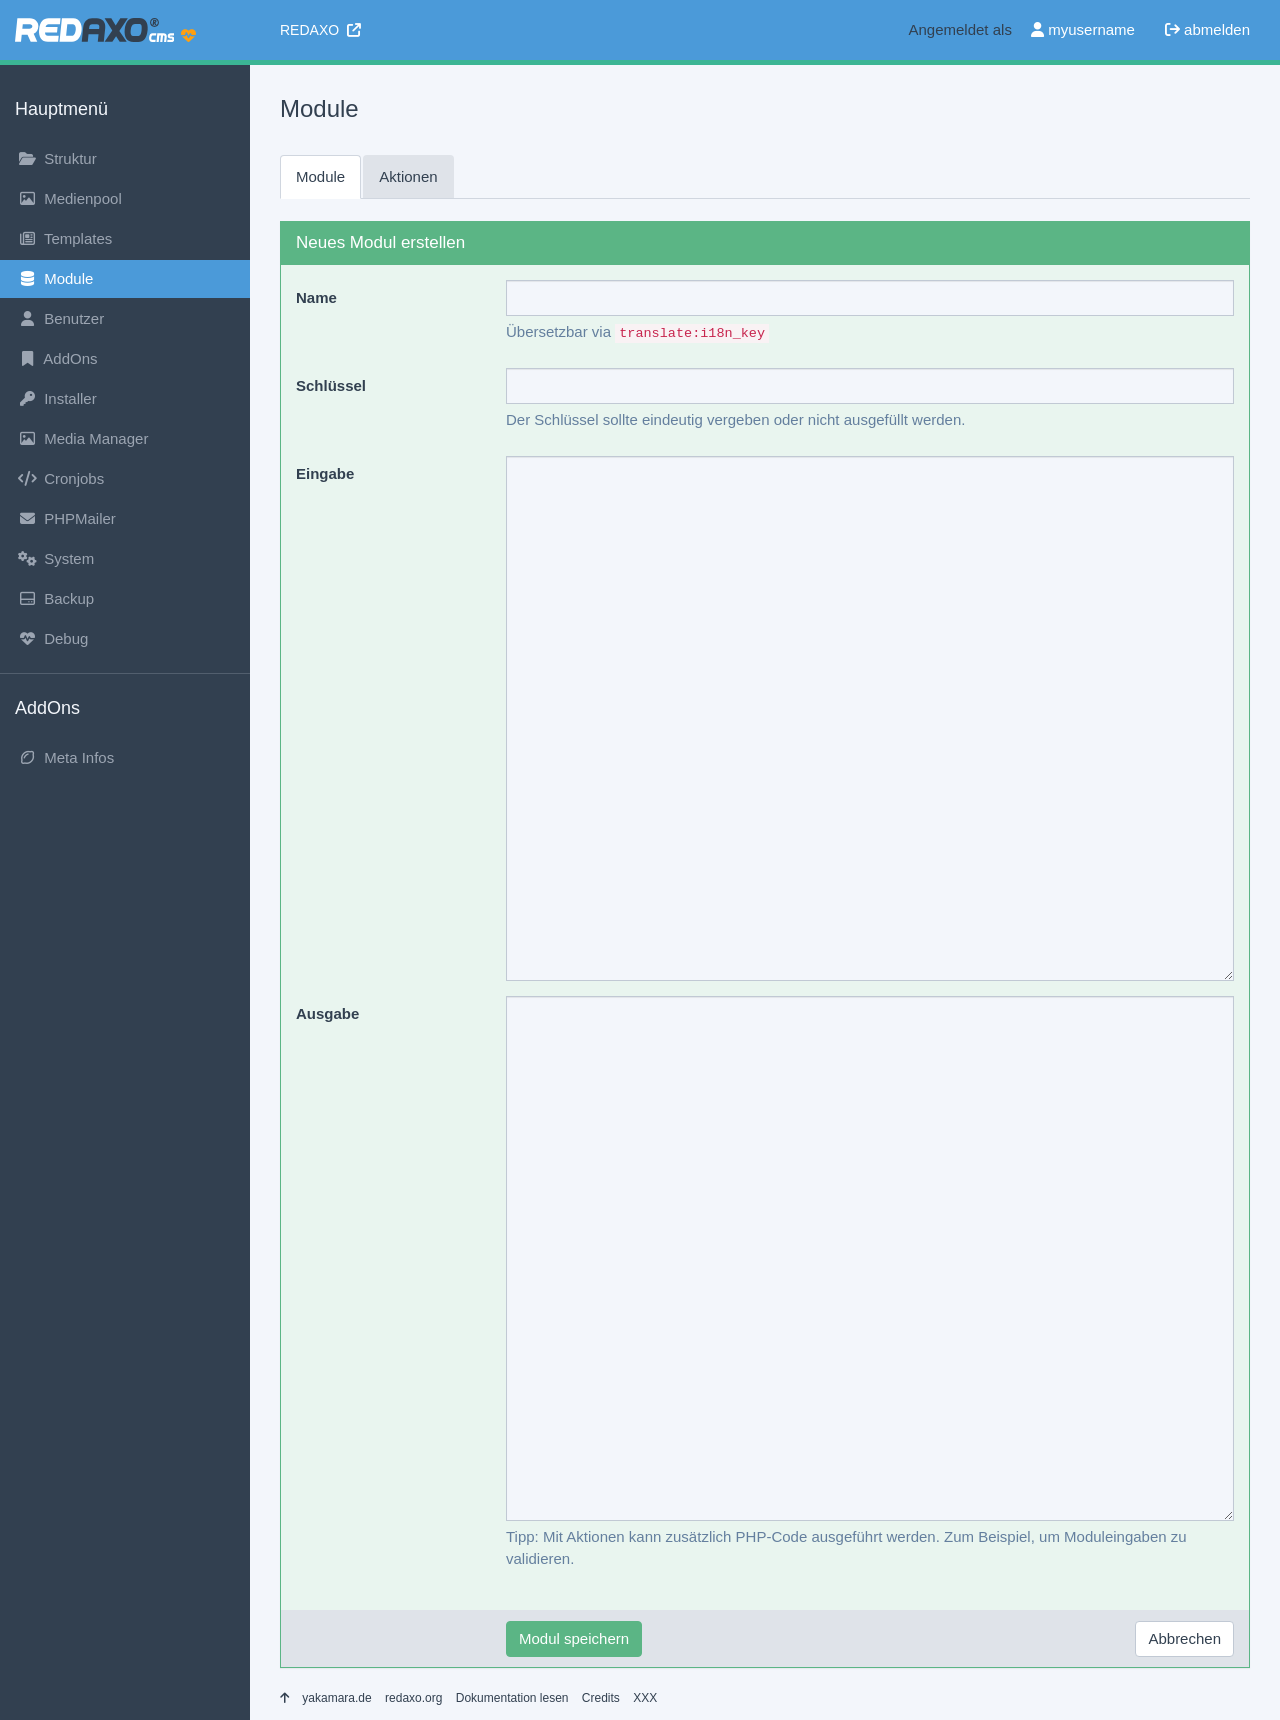 REDAXO® cms
REDAXO
Angemeldet als myusername abmelden
Hauptmenü
Struktur
Medienpool
Templates
Module
Benutzer
AddOns
Installer
Media Manager
Cronjobs
PHPMailer
System
Backup
Debug
AddOns
Meta Infos
Module
Module Aktionen
Neues Modul erstellen
Name
Übersetzbar via translate:i18n_key
Schlüssel
Der Schlüssel sollte eindeutig vergeben oder nicht ausgefüllt werden.
Eingabe
Ausgabe
Tipp: Mit Aktionen kann zusätzlich PHP-Code ausgeführt werden. Zum Beispiel, um Moduleingaben zu
validieren.
Modul speichern Abbrechen
yakamara.de redaxo.org Dokumentation lesen Credits XXX